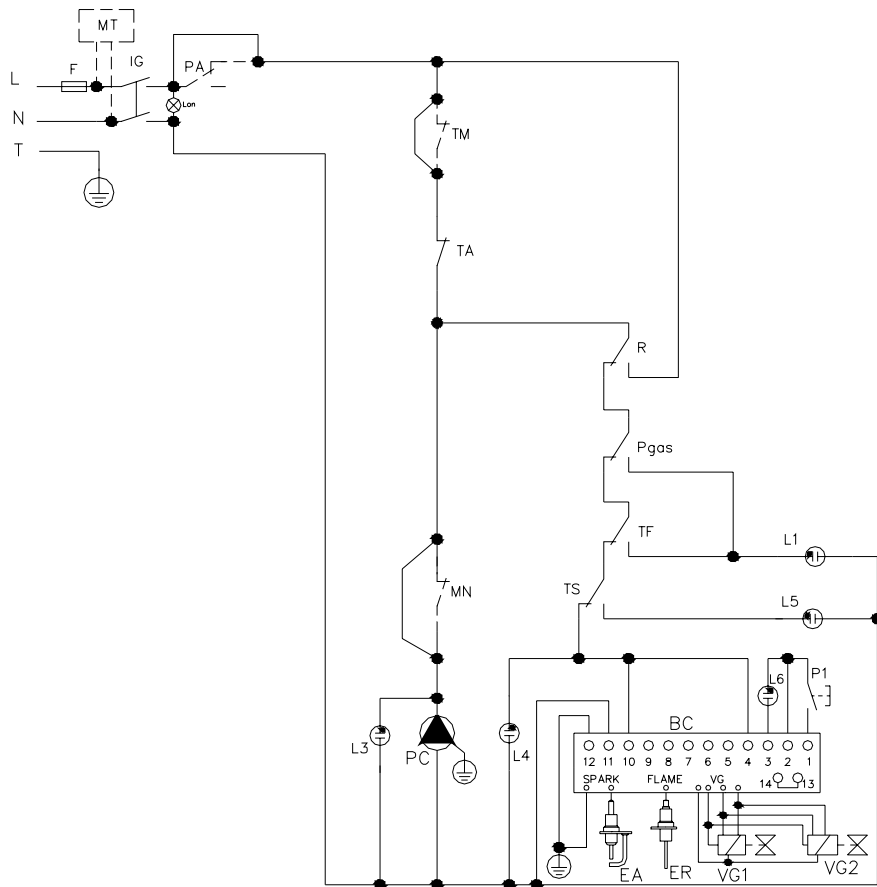 MT
L
F
IG
PA
Lon
N
TM
T
TA
R
Pgas
TF
L1
TS
L5
MN
L6
P1
BC
L3
PC
L4
12 11 10 9 8 7 6 5 4 3 2 1
SPARK FLAME VG 14 13
EA ER VG1 VG2